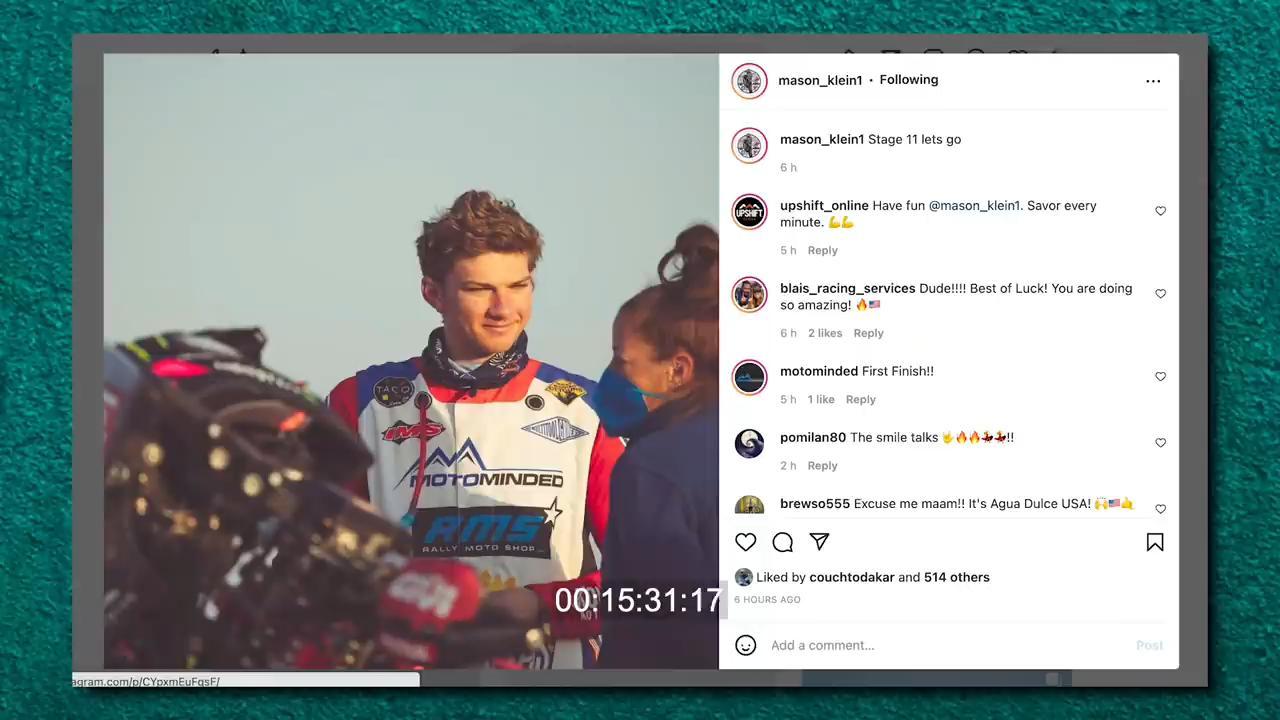 mason_klein1 • Following
mason_klein1 Stage 11 lets go
6 h
UPSHIFT
upshift_online Have fun @mason_klein1. Savor every
minute. 💪💪
5 h Reply
blais_racing_services Dude!!!! Best of Luck! You are doing
so amazing! 🔥🇺🇸
6 h 2 likes Reply
motominded First Finish!!
5 h 1 like Reply
pomilan80 The smile talks 🤟🔥🔥💃💃!!
2 h Reply
brewso555 Excuse me maam!! It's Agua Dulce USA! 🙌🇺🇸🤙
Liked by couchtodakar and 514 others
6 HOURS AGO
Add a comment...
Post
TACO
IMS
MOTOMINDED
RMS
RALLY MOTO SHOP
00:15:31:17
agram.com/p/CYpxmEuFqsF/